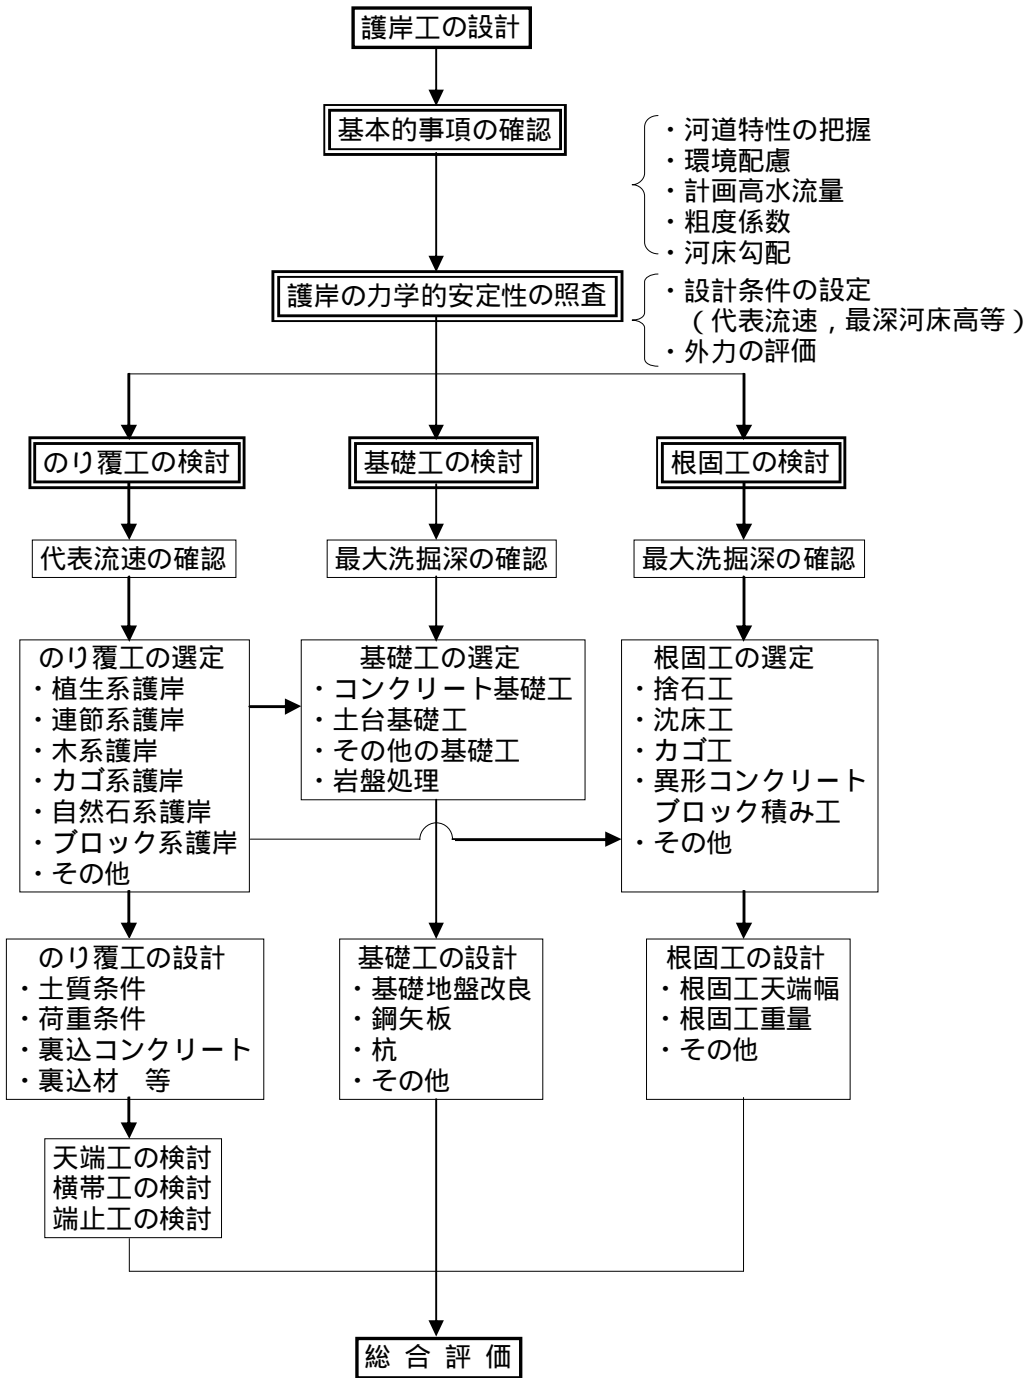 護岸工の設計
基本的事項の確認
・河道特性の把握
・環境配慮
・計画高水流量
・粗度係数
・河床勾配
護岸の力学的安定性の照査
・設計条件の設定
（代表流速，最深河床高等）
・外力の評価
のり覆工の検討
基礎工の検討
根固工の検討
代表流速の確認
最大洗掘深の確認
最大洗掘深の確認
のり覆工の選定
・植生系護岸
・連節系護岸
・木系護岸
・カゴ系護岸
・自然石系護岸
・ブロック系護岸
・その他
基礎工の選定
・コンクリート基礎工
・土台基礎工
・その他の基礎工
・岩盤処理
根固工の選定
・捨石工
・沈床工
・カゴ工
・異形コンクリート
ブロック積み工
・その他
のり覆工の設計
・土質条件
・荷重条件
・裏込コンクリート
・裏込材　等
基礎工の設計
・基礎地盤改良
・鋼矢板
・杭
・その他
根固工の設計
・根固工天端幅
・根固工重量
・その他
天端工の検討
横帯工の検討
端止工の検討
総 合 評 価